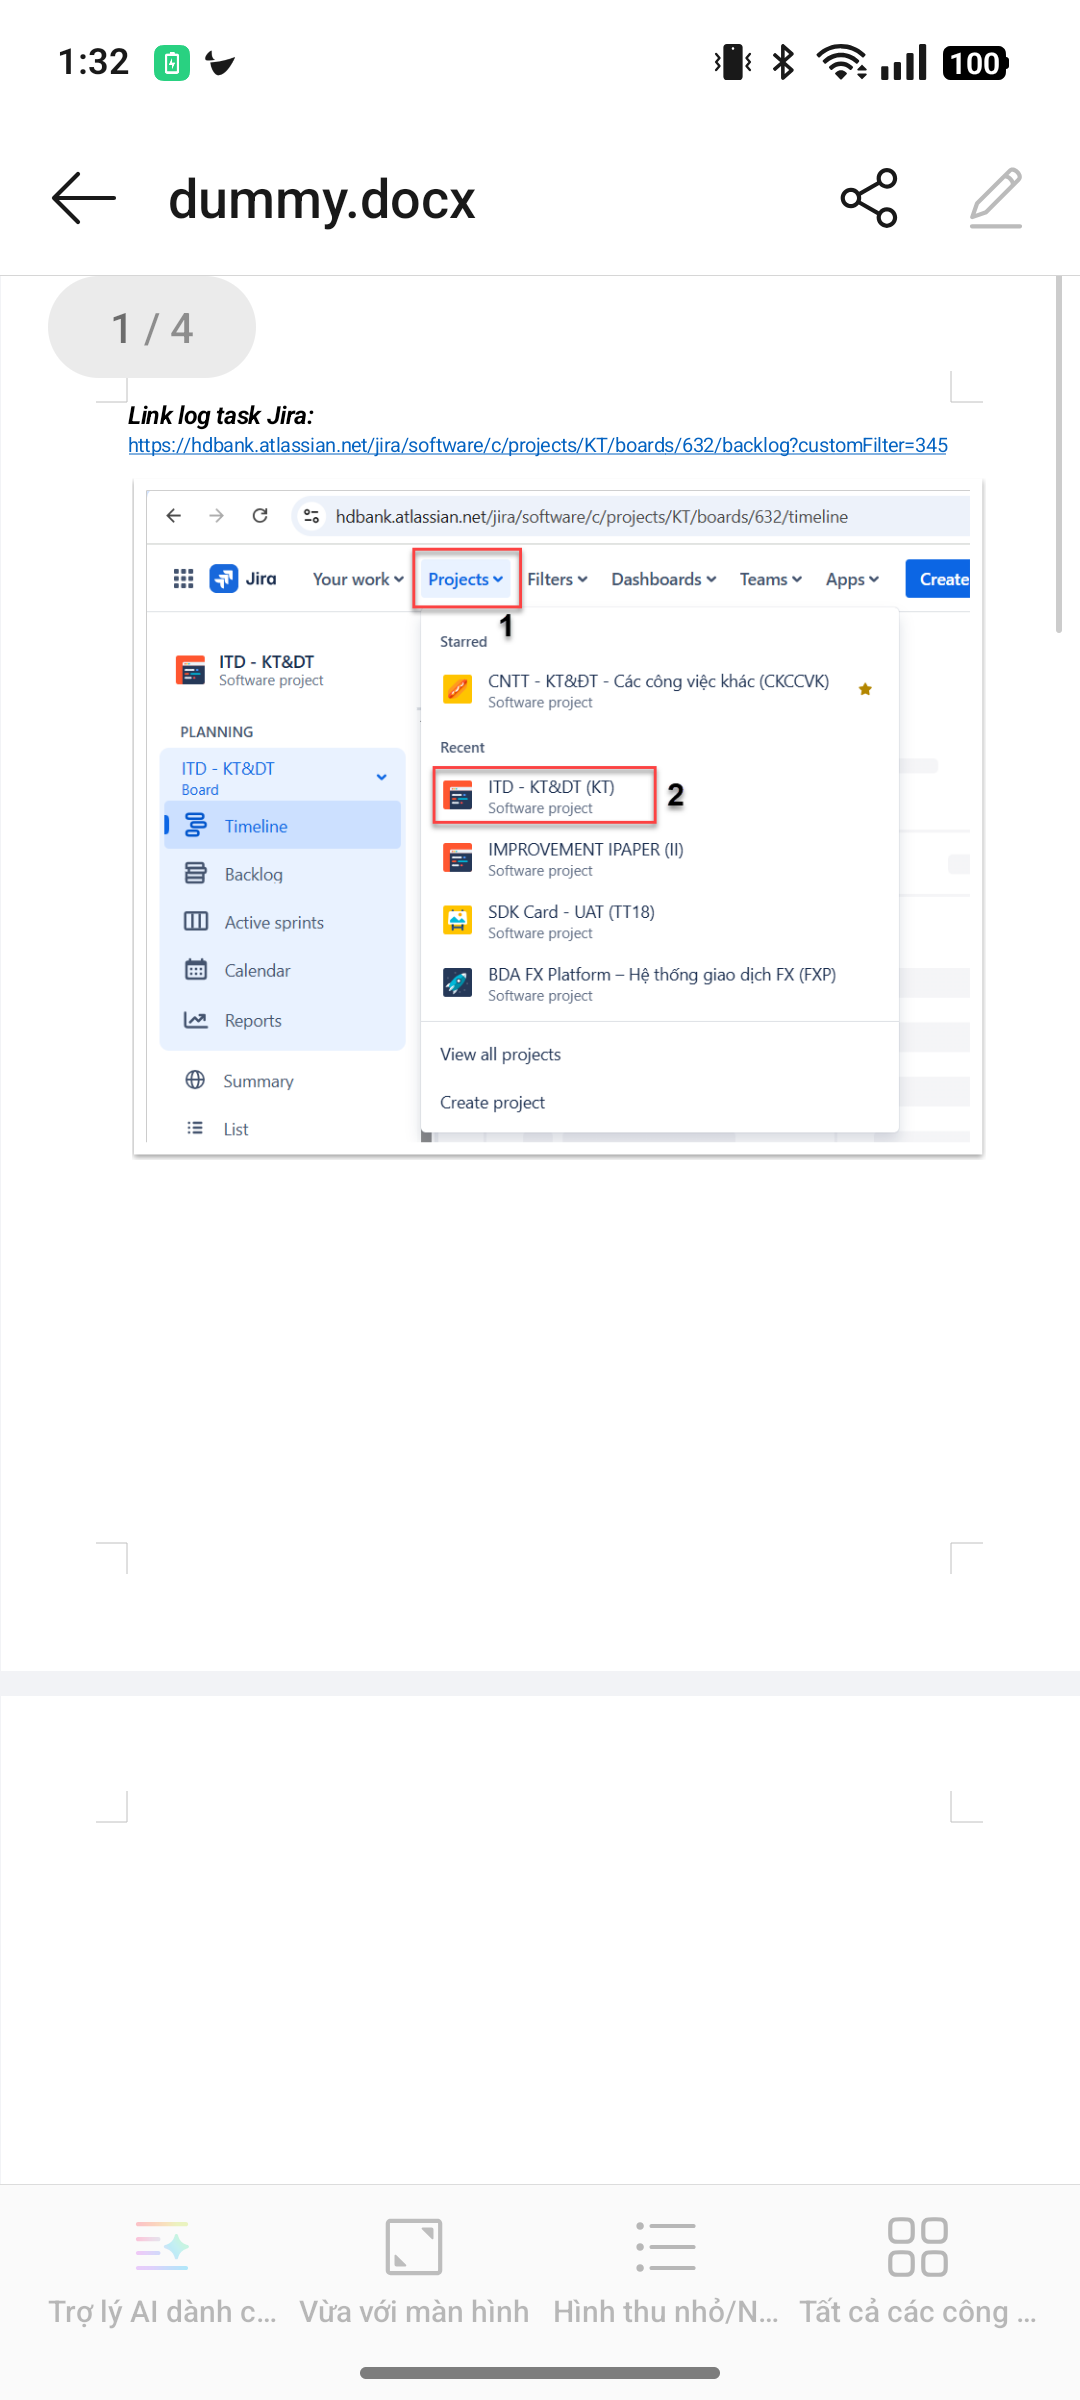 1:32
100
dummy.docx
1 / 4
Link log task Jira:
https://hdbank.atlassian.net/jira/software/c/projects/KT/boards/632/backlog?customFilter=345
hdbank.atlassian.net/jira/software/c/projects/KT/boards/632/timeline
Jira Your work Projects Filters Dashboards Teams Apps Create
1
ITD - KT&DT
Software project
PLANNING
ITD - KT&DT
Board
Timeline
Backlog
Active sprints
Calendar
Reports
Summary
List
Starred
CNTT - KT&ĐT - Các công việc khác (CKCCVK)
Software project
Recent
ITD - KT&DT (KT)
Software project
2
IMPROVEMENT IPAPER (II)
Software project
SDK Card - UAT (TT18)
Software project
BDA FX Platform – Hệ thống giao dịch FX (FXP)
Software project
View all projects
Create project
Trợ lý AI dành c... Vừa với màn hình Hình thu nhỏ/N... Tất cả các công ...